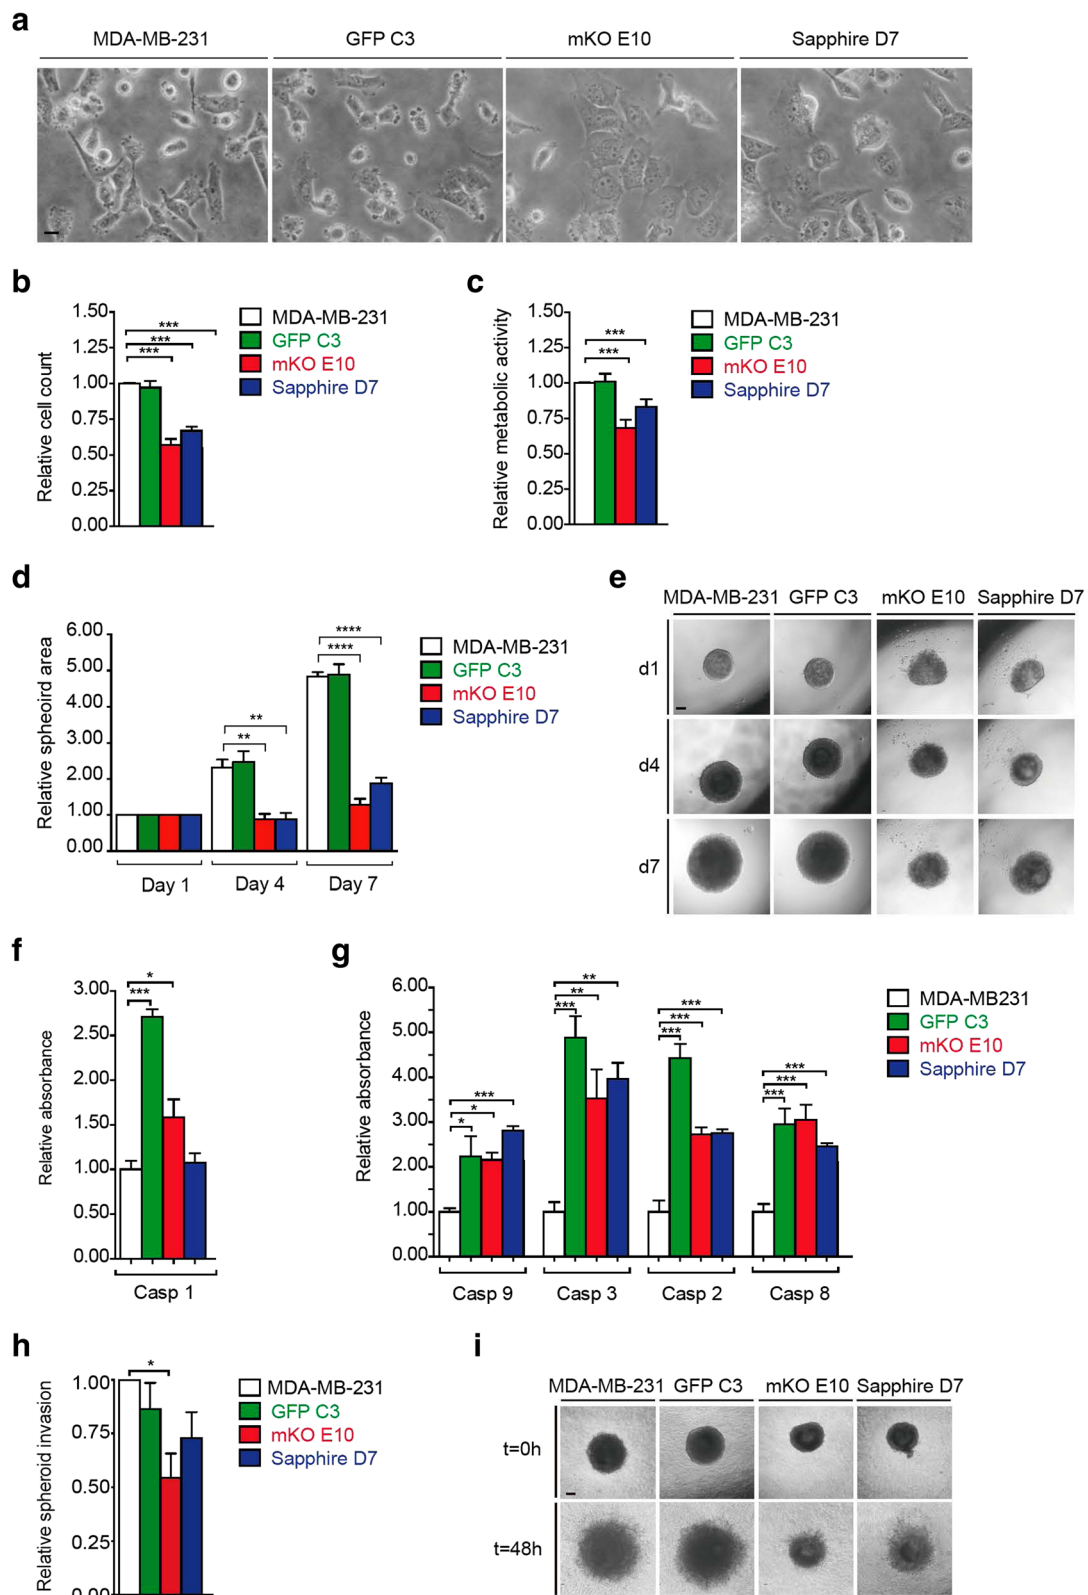 a
MDA-MB-231 GFP C3 mKO E10 Sapphire D7
b
1.50
1.25
1.00
0.75
0.50
0.25
0.00
Relative cell count
***
***
***
MDA-MB-231
GFP C3
mKO E10
Sapphire D7
c
1.50
1.25
1.00
0.75
0.50
0.25
0.00
Relative metabolic activity
***
***
MDA-MB-231
GFP C3
mKO E10
Sapphire D7
d
6.00
5.00
4.00
3.00
2.00
1.00
0.00
Relative spheoird area
**
**
****
****
Day 1 Day 4 Day 7
MDA-MB-231
GFP C3
mKO E10
Sapphire D7
e
MDA-MB-231 GFP C3 mKO E10 Sapphire D7
d1
d4
d7
f
3.00
2.50
2.00
1.50
1.00
0.50
0.00
Relative absorbance
*
***
Casp 1
g
6.00
5.00
4.00
3.00
2.00
1.00
0.00
Relative absorbance
***
*
*
**
**
***
***
***
***
***
***
***
Casp 9 Casp 3 Casp 2 Casp 8
MDA-MB231
GFP C3
mKO E10
Sapphire D7
h
1.00
0.75
0.50
0.25
0.00
Relative spheroid invasion
*
MDA-MB-231
GFP C3
mKO E10
Sapphire D7
i
MDA-MB-231 GFP C3 mKO E10 Sapphire D7
t=0h
t=48h